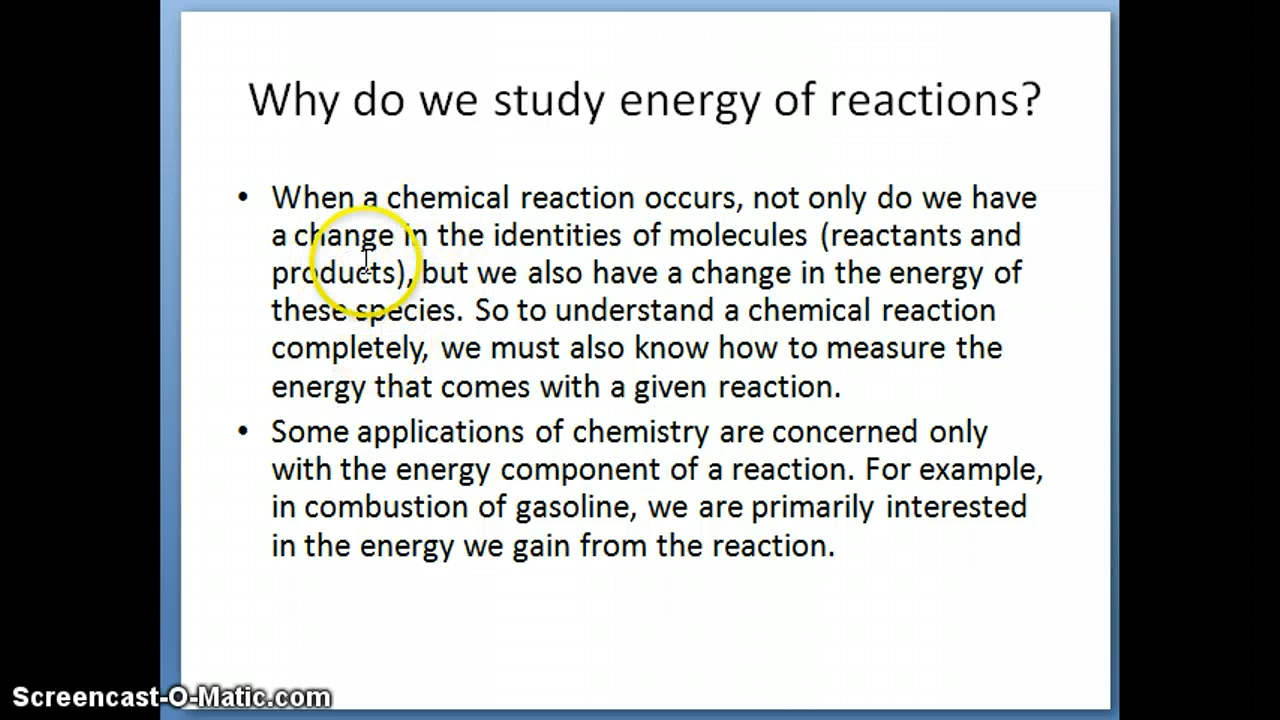 Why do we study energy of reactions?
• When a chemical reaction occurs, not only do we have
a change in the identities of molecules (reactants and
products), but we also have a change in the energy of
these species. So to understand a chemical reaction
completely, we must also know how to measure the
energy that comes with a given reaction.
• Some applications of chemistry are concerned only
with the energy component of a reaction. For example,
in combustion of gasoline, we are primarily interested
in the energy we gain from the reaction.
Screencast-O-Matic.com